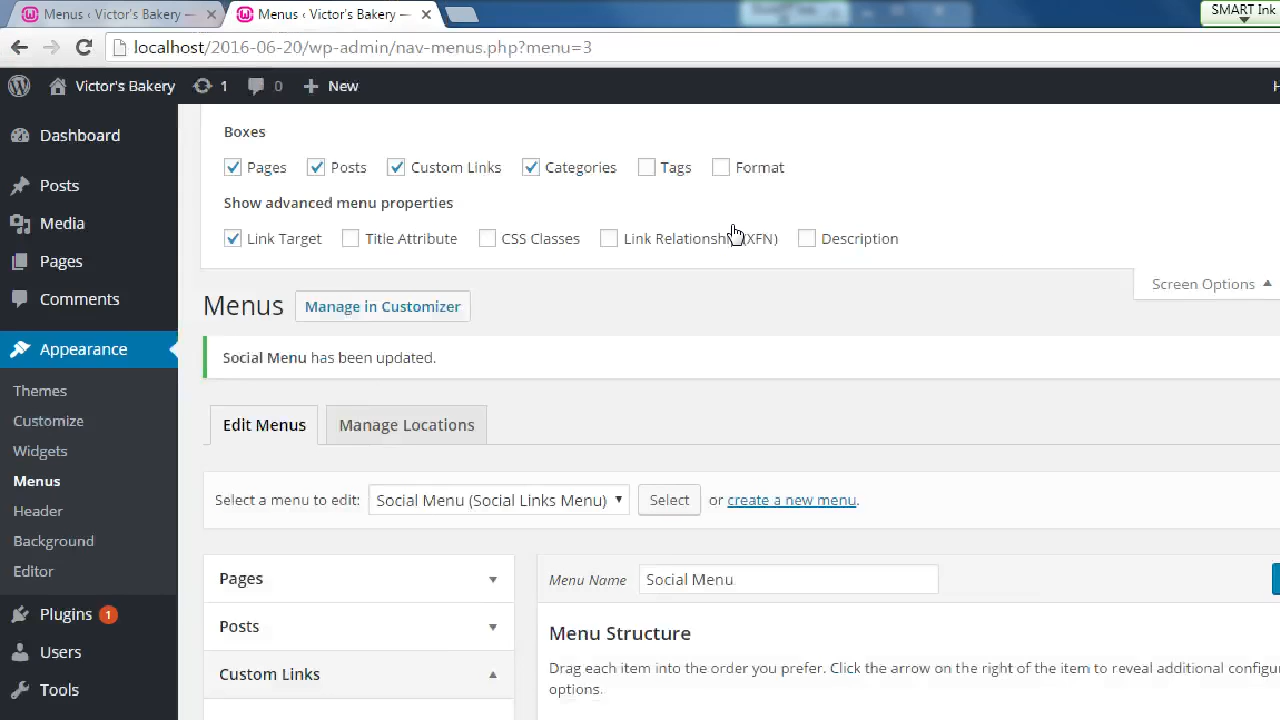 Menus ‹ Victor's Bakery —
Menus ‹ Victor's Bakery —
SMART Ink
localhost/2016-06-20/wp-admin/nav-menus.php?menu=3
Victor's Bakery 1 0 New
Dashboard
Posts
Media
Pages
Comments
Appearance
Themes
Customize
Widgets
Menus
Header
Background
Editor
Plugins 1
Users
Tools
Boxes
Pages Posts Custom Links Categories Tags Format
Show advanced menu properties
Link Target Title Attribute CSS Classes Link Relationship (XFN) Description
Screen Options
Menus Manage in Customizer
Social Menu has been updated.
Edit Menus Manage Locations
Select a menu to edit: Social Menu (Social Links Menu) Select or create a new menu.
Pages
Posts
Custom Links
Menu Name Social Menu
Menu Structure
Drag each item into the order you prefer. Click the arrow on the right of the item to reveal additional configu
options.